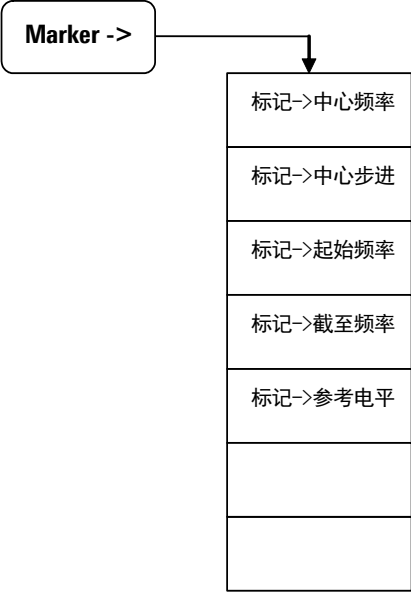 Marker ->
标记->中心频率
标记->中心步进
标记->起始频率
标记->截至频率
标记->参考电平